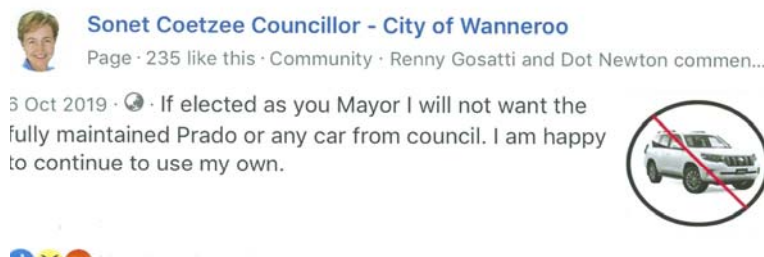 Sonet Coetzee Councillor - City of Wanneroo
Page · 235 like this · Community · Renny Gosatti and Dot Newton commen...
6 Oct 2019 · · If elected as you Mayor I will not want the
fully maintained Prado or any car from council. I am happy
to continue to use my own.